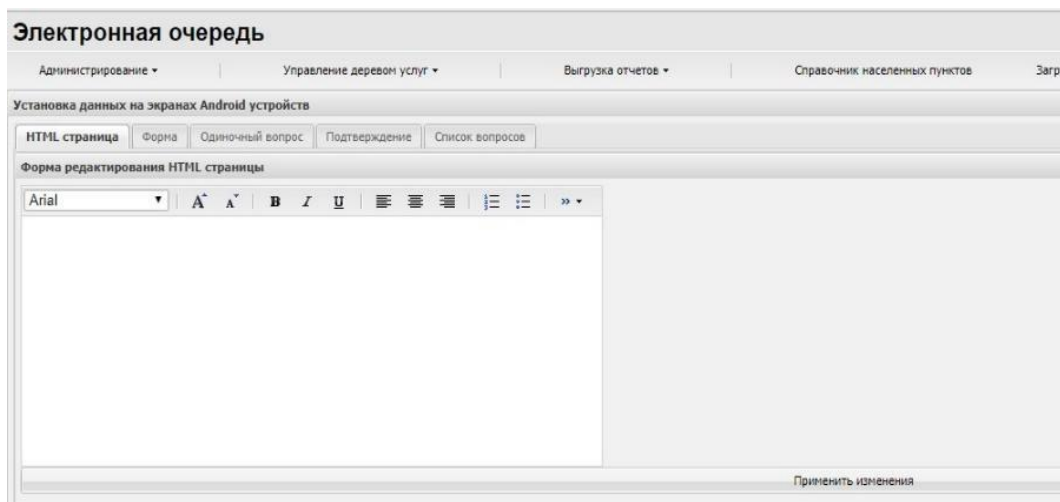 Электронная очередь
Администрирование Управление деревом услуг Выгрузка отчетов Справочник населенных пунктов Загр
Установка данных на экранах Android устройств
HTML страница Форма Одиночный вопрос Подтверждение Список вопросов
Форма редактирования HTML страницы
Arial A A B I U
Применить изменения